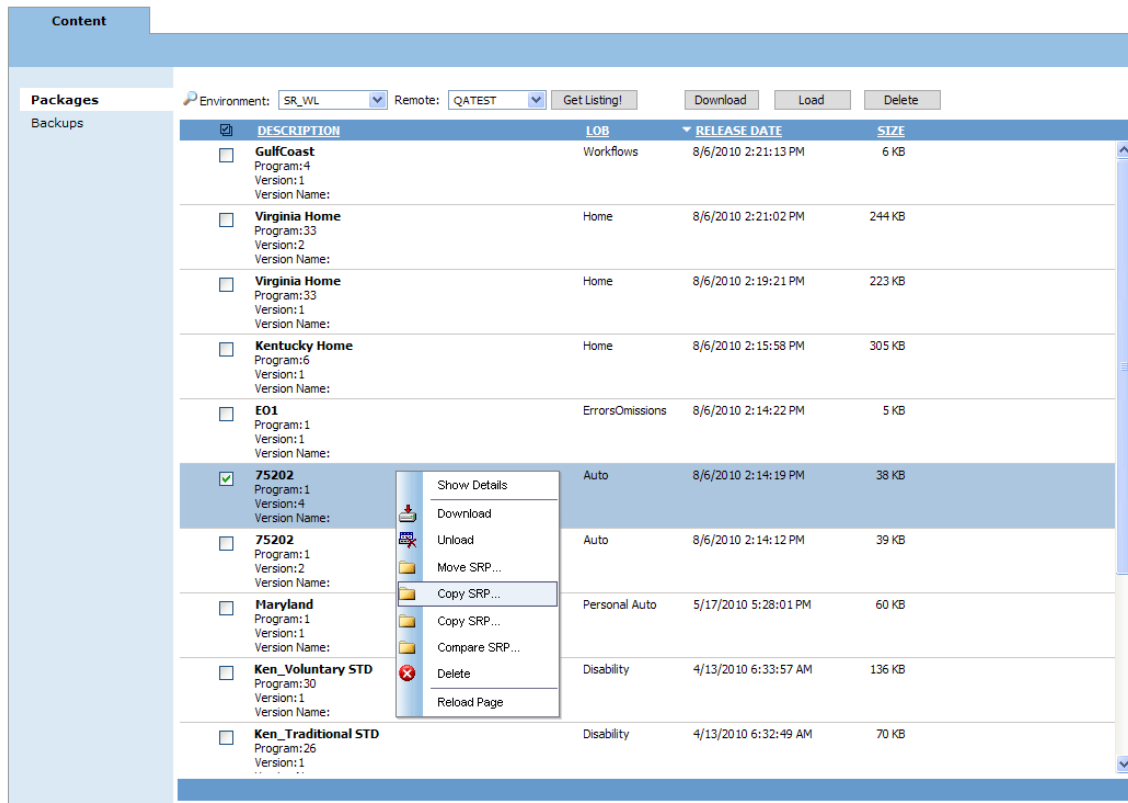 Content
Packages
Backups
Environment: SR_WL Remote: QATEST Get Listing! Download Load Delete
DESCRIPTION LOB RELEASE DATE SIZE
GulfCoast Workflows 8/6/2010 2:21:13 PM 6 KB
Program:4
Version:1
Version Name:
Virginia Home Home 8/6/2010 2:21:02 PM 244 KB
Program:33
Version:2
Version Name:
Virginia Home Home 8/6/2010 2:19:21 PM 223 KB
Program:33
Version:1
Version Name:
Kentucky Home Home 8/6/2010 2:15:58 PM 305 KB
Program:6
Version:1
Version Name:
EO1 ErrorsOmissions 8/6/2010 2:14:22 PM 5 KB
Program:1
Version:1
Version Name:
75202 Auto 8/6/2010 2:14:19 PM 38 KB
Program:1
Version:4
Version Name:
75202 Auto 8/6/2010 2:14:12 PM 39 KB
Program:1
Version:2
Version Name:
Maryland Personal Auto 5/17/2010 5:28:01 PM 60 KB
Program:1
Version:1
Version Name:
Ken_Voluntary STD Disability 4/13/2010 6:33:57 AM 136 KB
Program:30
Version:1
Version Name:
Ken_Traditional STD Disability 4/13/2010 6:32:49 AM 70 KB
Program:26
Version:1
Show Details
Download
Unload
Move SRP...
Copy SRP...
Copy SRP...
Compare SRP...
Delete
Reload Page